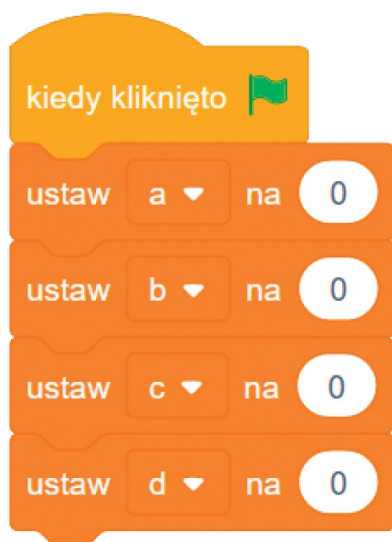 kiedy kliknięto
ustaw a na 0
ustaw b na 0
ustaw c na 0
ustaw d na 0